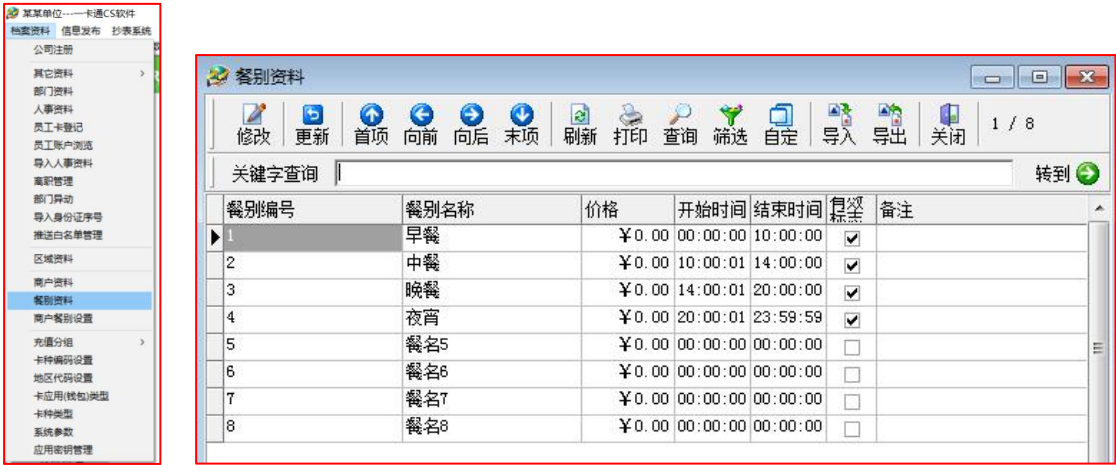 某某单位-----一卡通CS软件
档案资料 信息发布 抄表系统
公司注册
其它资料
部门资料
人事资料
员工卡登记
员工账户浏览
导入人事资料
离职管理
部门异动
导入身份证序号
推送白名单管理
区域资料
商户资料
餐别资料
商户餐别设置
充值分组
卡种编码设置
地区代码设置
卡应用(钱包)类型
卡种类型
系统参数
应用密钥管理
餐别资料
修改 更新 首项 向前 向后 末项 刷新 打印 查询 筛选 自定 导入 导出 关闭 1 / 8
关键字查询 转到
餐别编号 餐别名称 价格 开始时间 结束时间 有效标志 备注
1 早餐 ￥0.00 00:00:00 10:00:00
2 中餐 ￥0.00 10:00:01 14:00:00
3 晚餐 ￥0.00 14:00:01 20:00:00
4 夜宵 ￥0.00 20:00:01 23:59:59
5 餐名5 ￥0.00 00:00:00 00:00:00
6 餐名6 ￥0.00 00:00:00 00:00:00
7 餐名7 ￥0.00 00:00:00 00:00:00
8 餐名8 ￥0.00 00:00:00 00:00:00